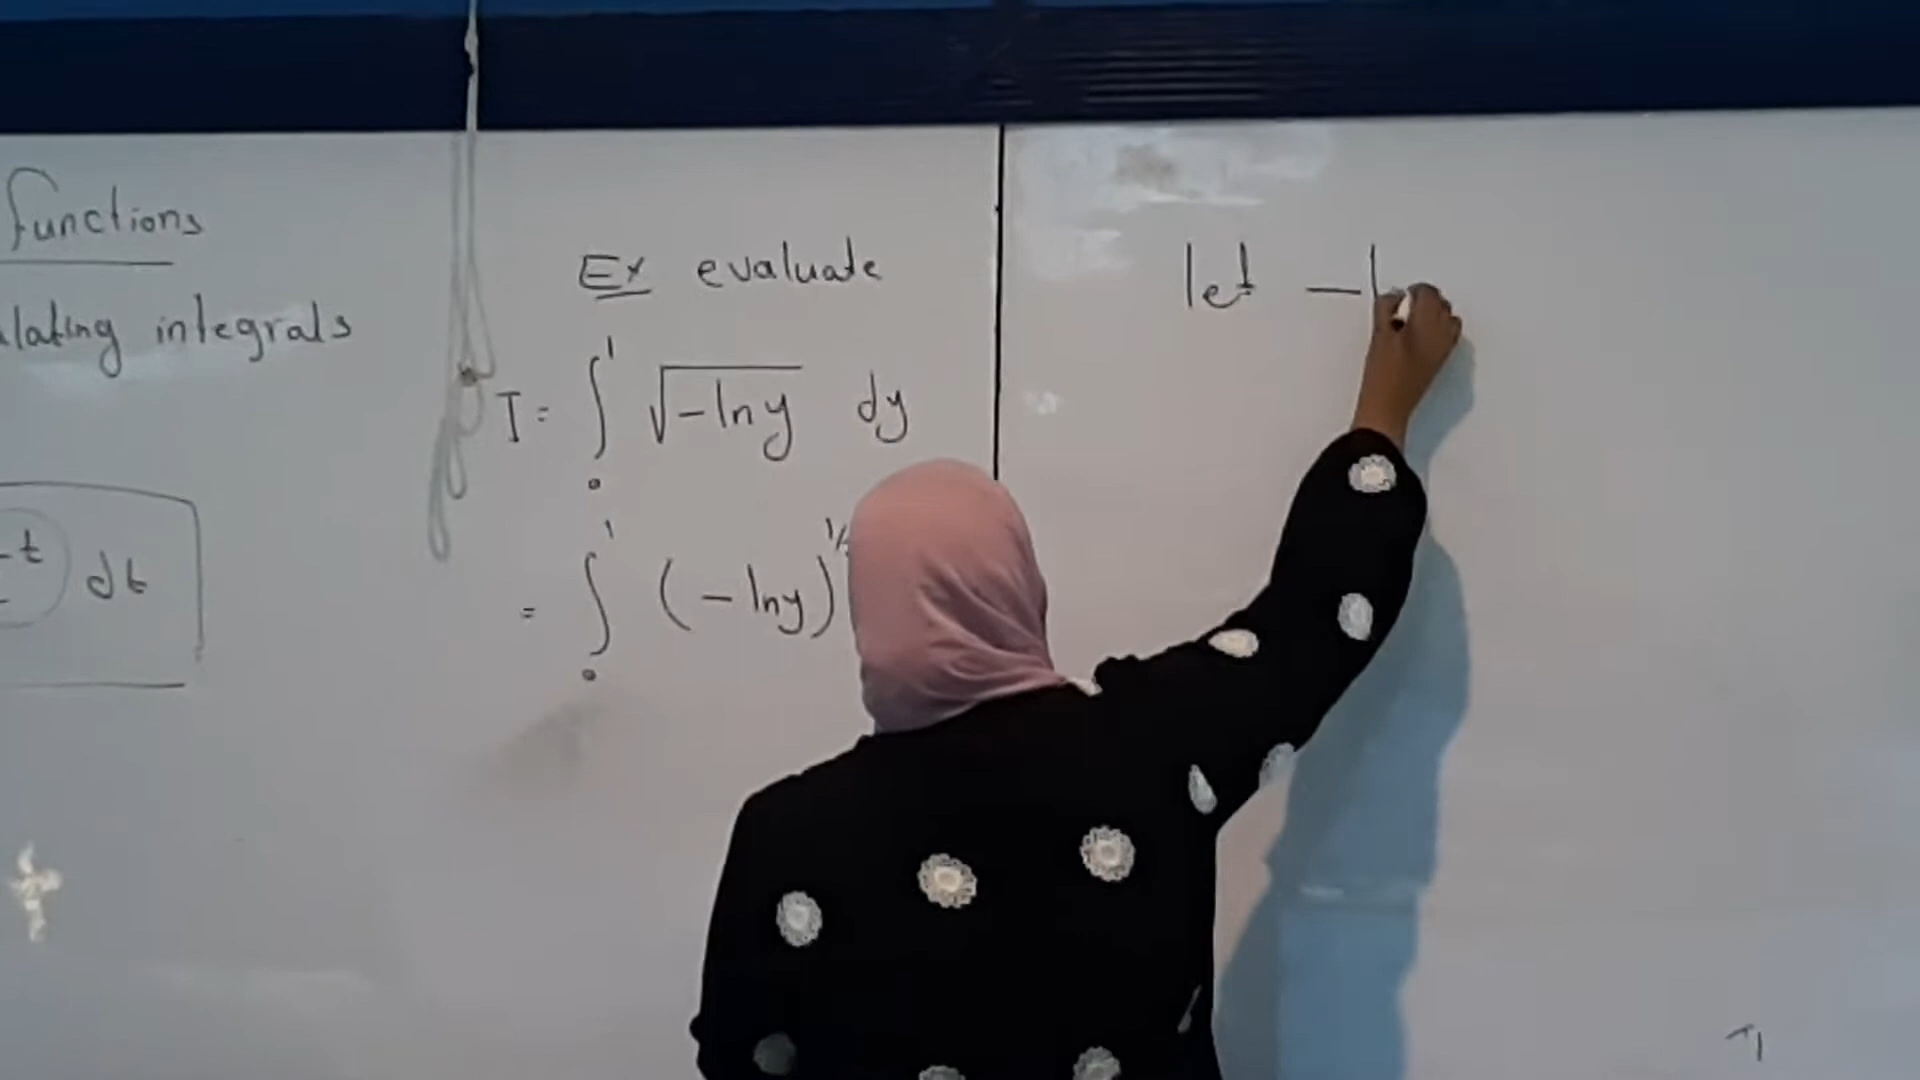 functions
integrals
-t dt
Ex evaluate
I = ∫₀¹ √-lny dy
= ∫₀¹ (-lny)
let -l